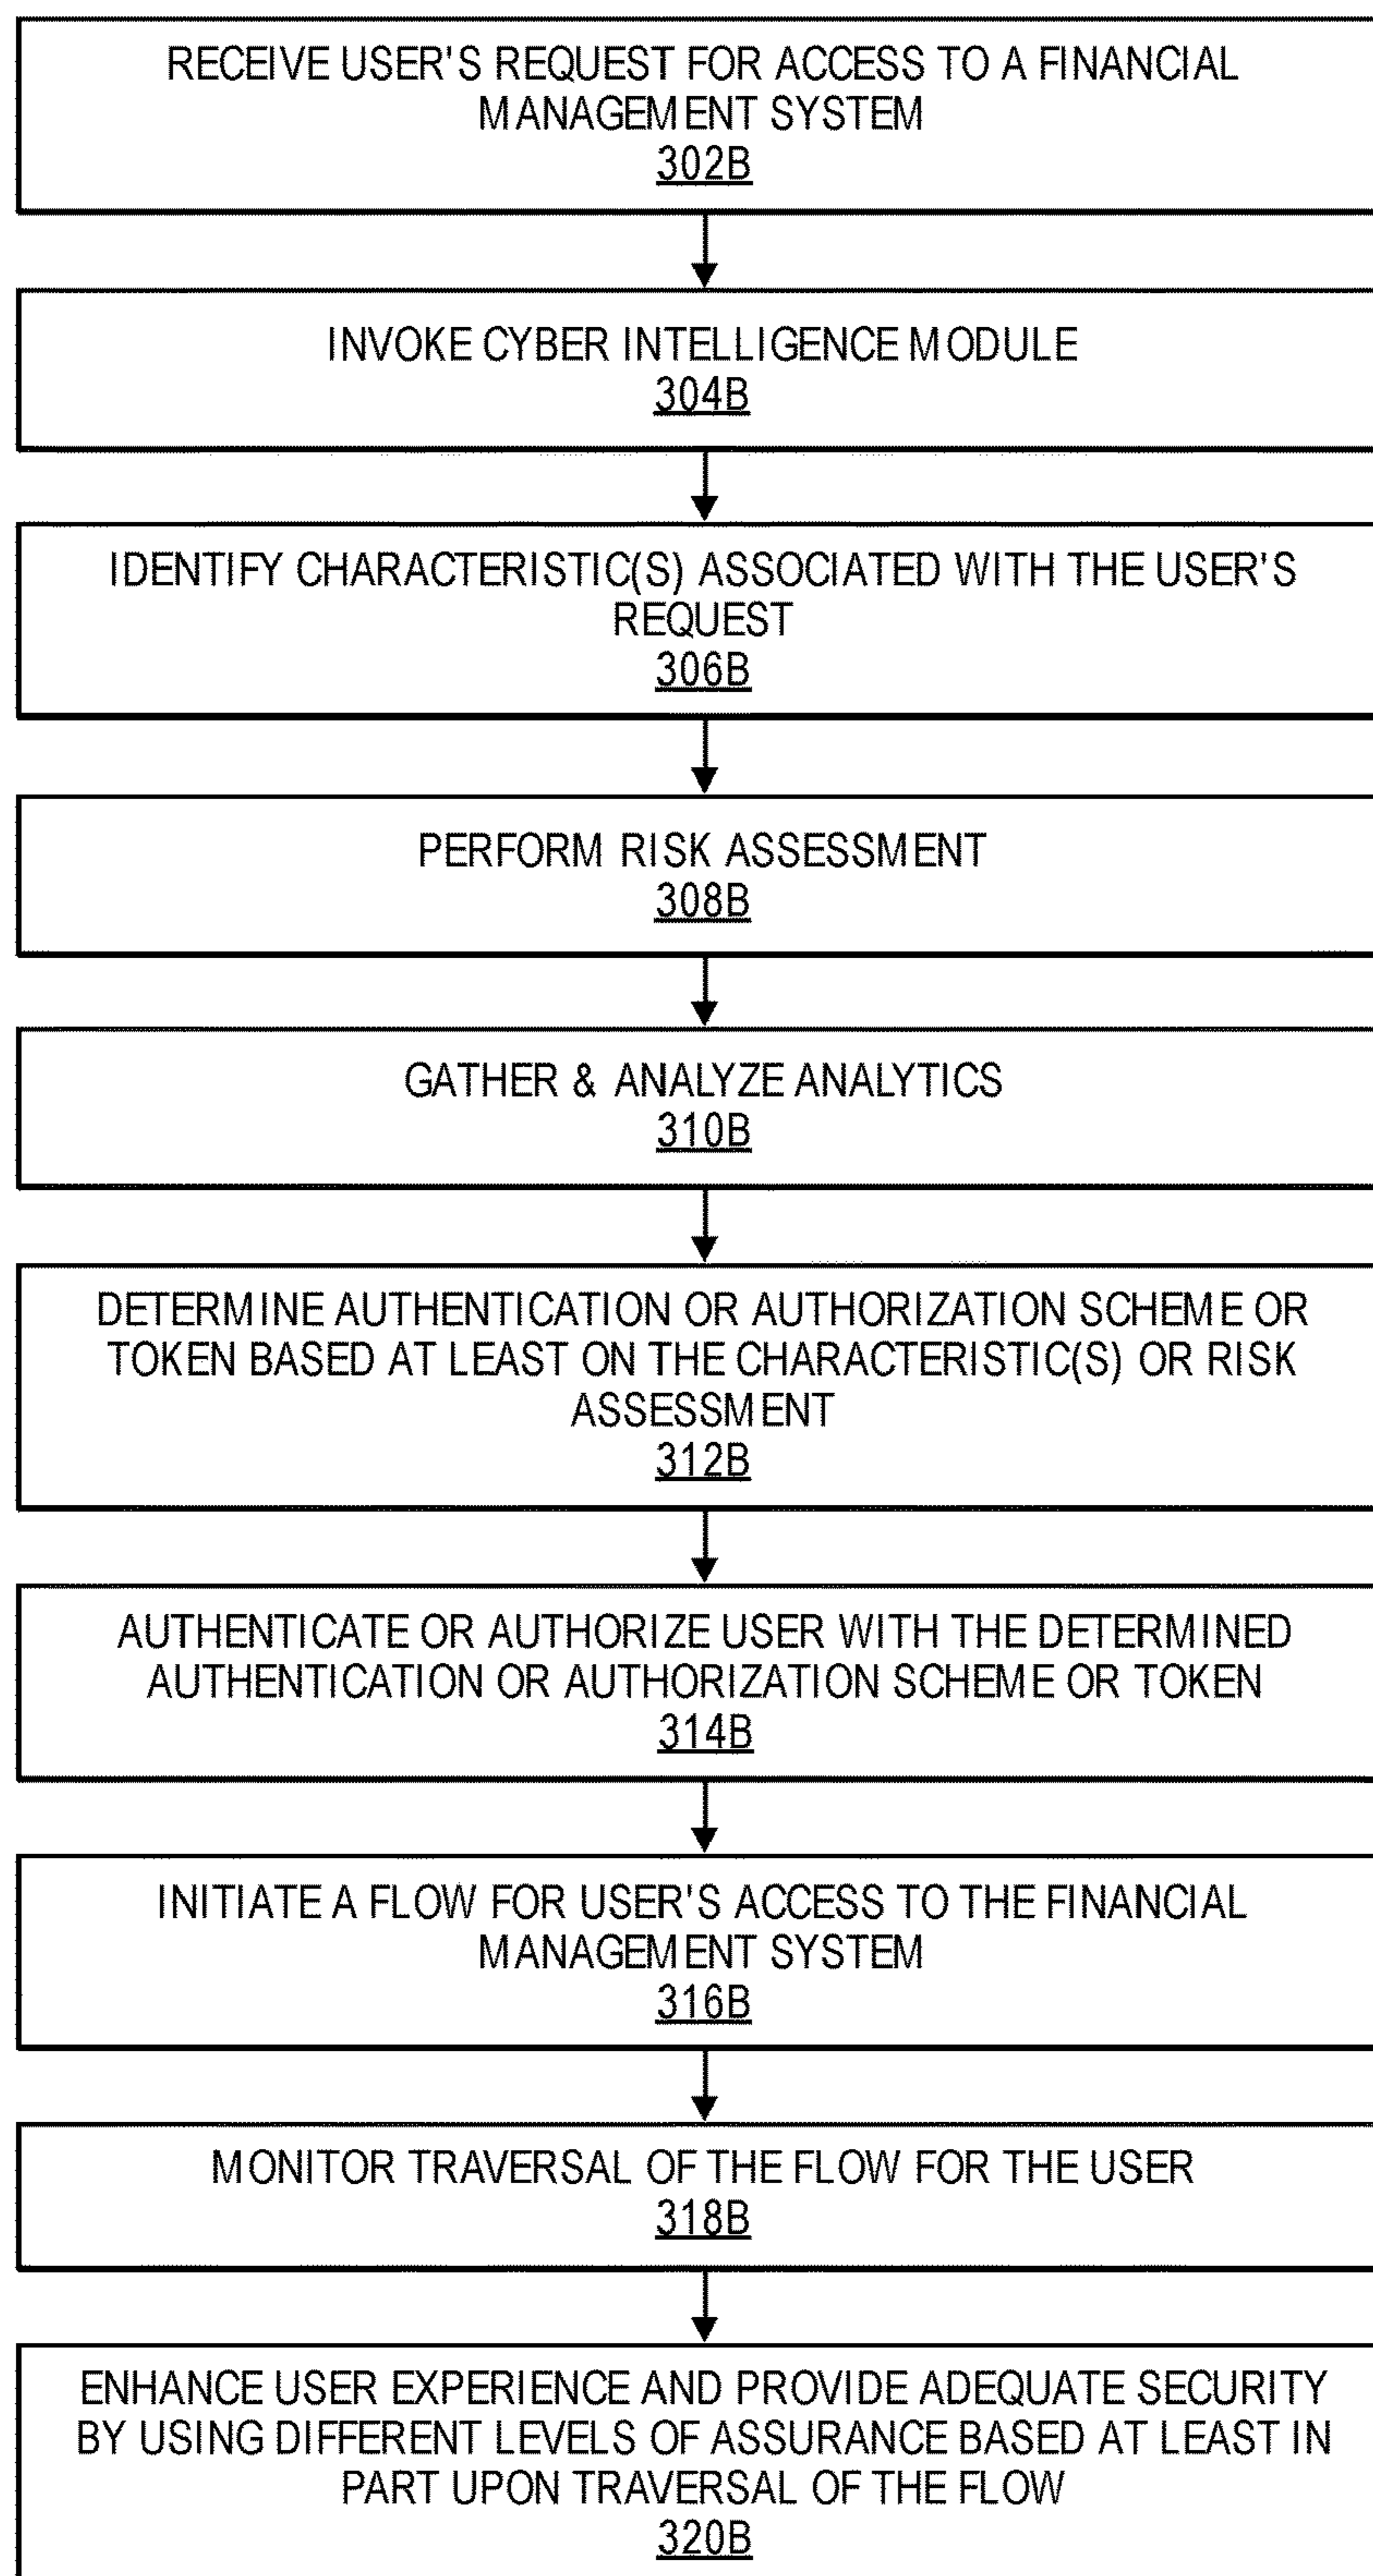 RECEIVE USER'S REQUEST FOR ACCESS TO A FINANCIAL
MANAGEMENT SYSTEM
302B
INVOKE CYBER INTELLIGENCE MODULE
304B
IDENTIFY CHARACTERISTIC(S) ASSOCIATED WITH THE USER'S
REQUEST
306B
PERFORM RISK ASSESSMENT
308B
GATHER & ANALYZE ANALYTICS
310B
DETERMINE AUTHENTICATION OR AUTHORIZATION SCHEME OR
TOKEN BASED AT LEAST ON THE CHARACTERISTIC(S) OR RISK
ASSESSMENT
312B
AUTHENTICATE OR AUTHORIZE USER WITH THE DETERMINED
AUTHENTICATION OR AUTHORIZATION SCHEME OR TOKEN
314B
INITIATE A FLOW FOR USER'S ACCESS TO THE FINANCIAL
MANAGEMENT SYSTEM
316B
MONITOR TRAVERSAL OF THE FLOW FOR THE USER
318B
ENHANCE USER EXPERIENCE AND PROVIDE ADEQUATE SECURITY
BY USING DIFFERENT LEVELS OF ASSURANCE BASED AT LEAST IN
PART UPON TRAVERSAL OF THE FLOW
320B